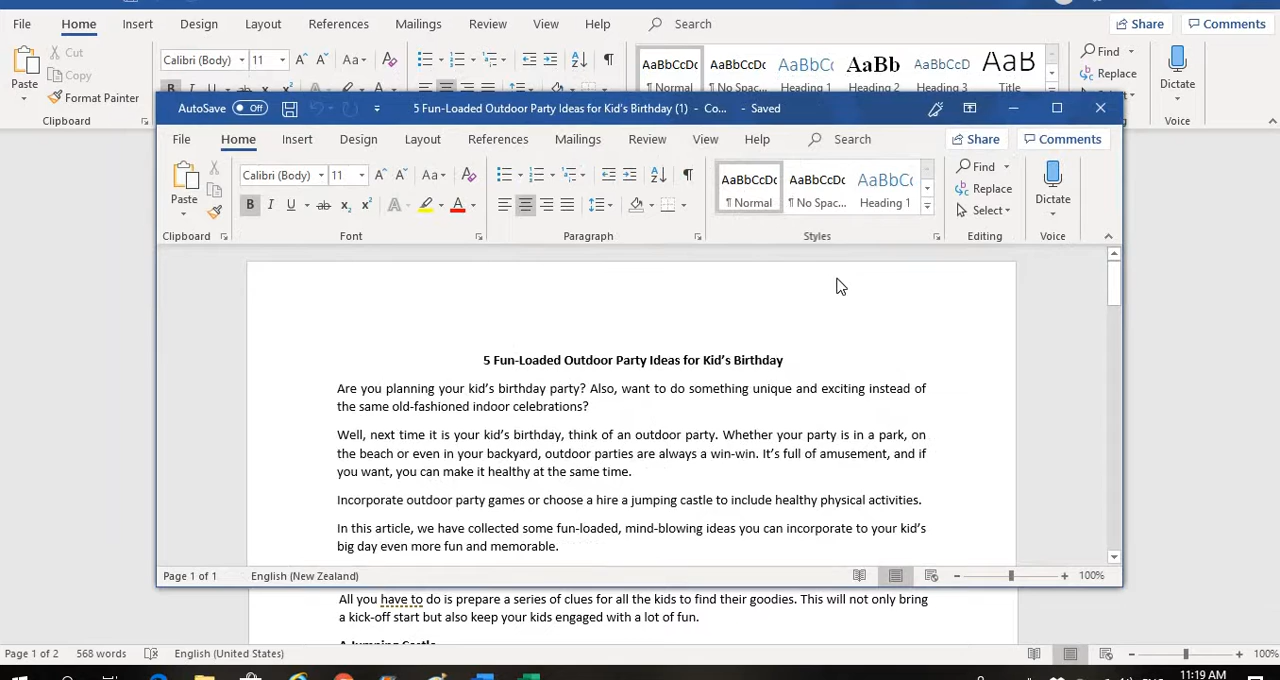 File Home Insert Design Layout References Mailings Review View Help Search Share Comments
Cut
Copy
Format Painter
Paste
Clipboard
Calibri (Body) 11
Aa
AaBbCcDc AaBbCcDc AaBbCc AaBb AaBbCcD AaB
Normal No Spac... Heading 1 Heading 2 Heading 3 Title
Find
Replace
Dictate
Voice
AutoSave Off 5 Fun-Loaded Outdoor Party Ideas for Kid's Birthday (1) - Co... - Saved
File Home Insert Design Layout References Mailings Review View Help Search Share Comments
Paste
Calibri (Body) 11 Aa
B I U ab x₂ x² A A
AaBbCcDc AaBbCcDc AaBbCc
¶ Normal ¶ No Spac... Heading 1
Find
Replace
Select
Dictate
Clipboard Font Paragraph Styles Editing Voice
5 Fun-Loaded Outdoor Party Ideas for Kid's Birthday
Are you planning your kid's birthday party? Also, want to do something unique and exciting instead of
the same old-fashioned indoor celebrations?
Well, next time it is your kid's birthday, think of an outdoor party. Whether your party is in a park, on
the beach or even in your backyard, outdoor parties are always a win-win. It's full of amusement, and if
you want, you can make it healthy at the same time.
Incorporate outdoor party games or choose a hire a jumping castle to include healthy physical activities.
In this article, we have collected some fun-loaded, mind-blowing ideas you can incorporate to your kid's
big day even more fun and memorable.
Page 1 of 1 English (New Zealand) 100%
All you have to do is prepare a series of clues for all the kids to find their goodies. This will not only bring
a kick-off start but also keep your kids engaged with a lot of fun.
A Jumping Castle
Page 1 of 2 568 words English (United States) 100%
11:19 AM